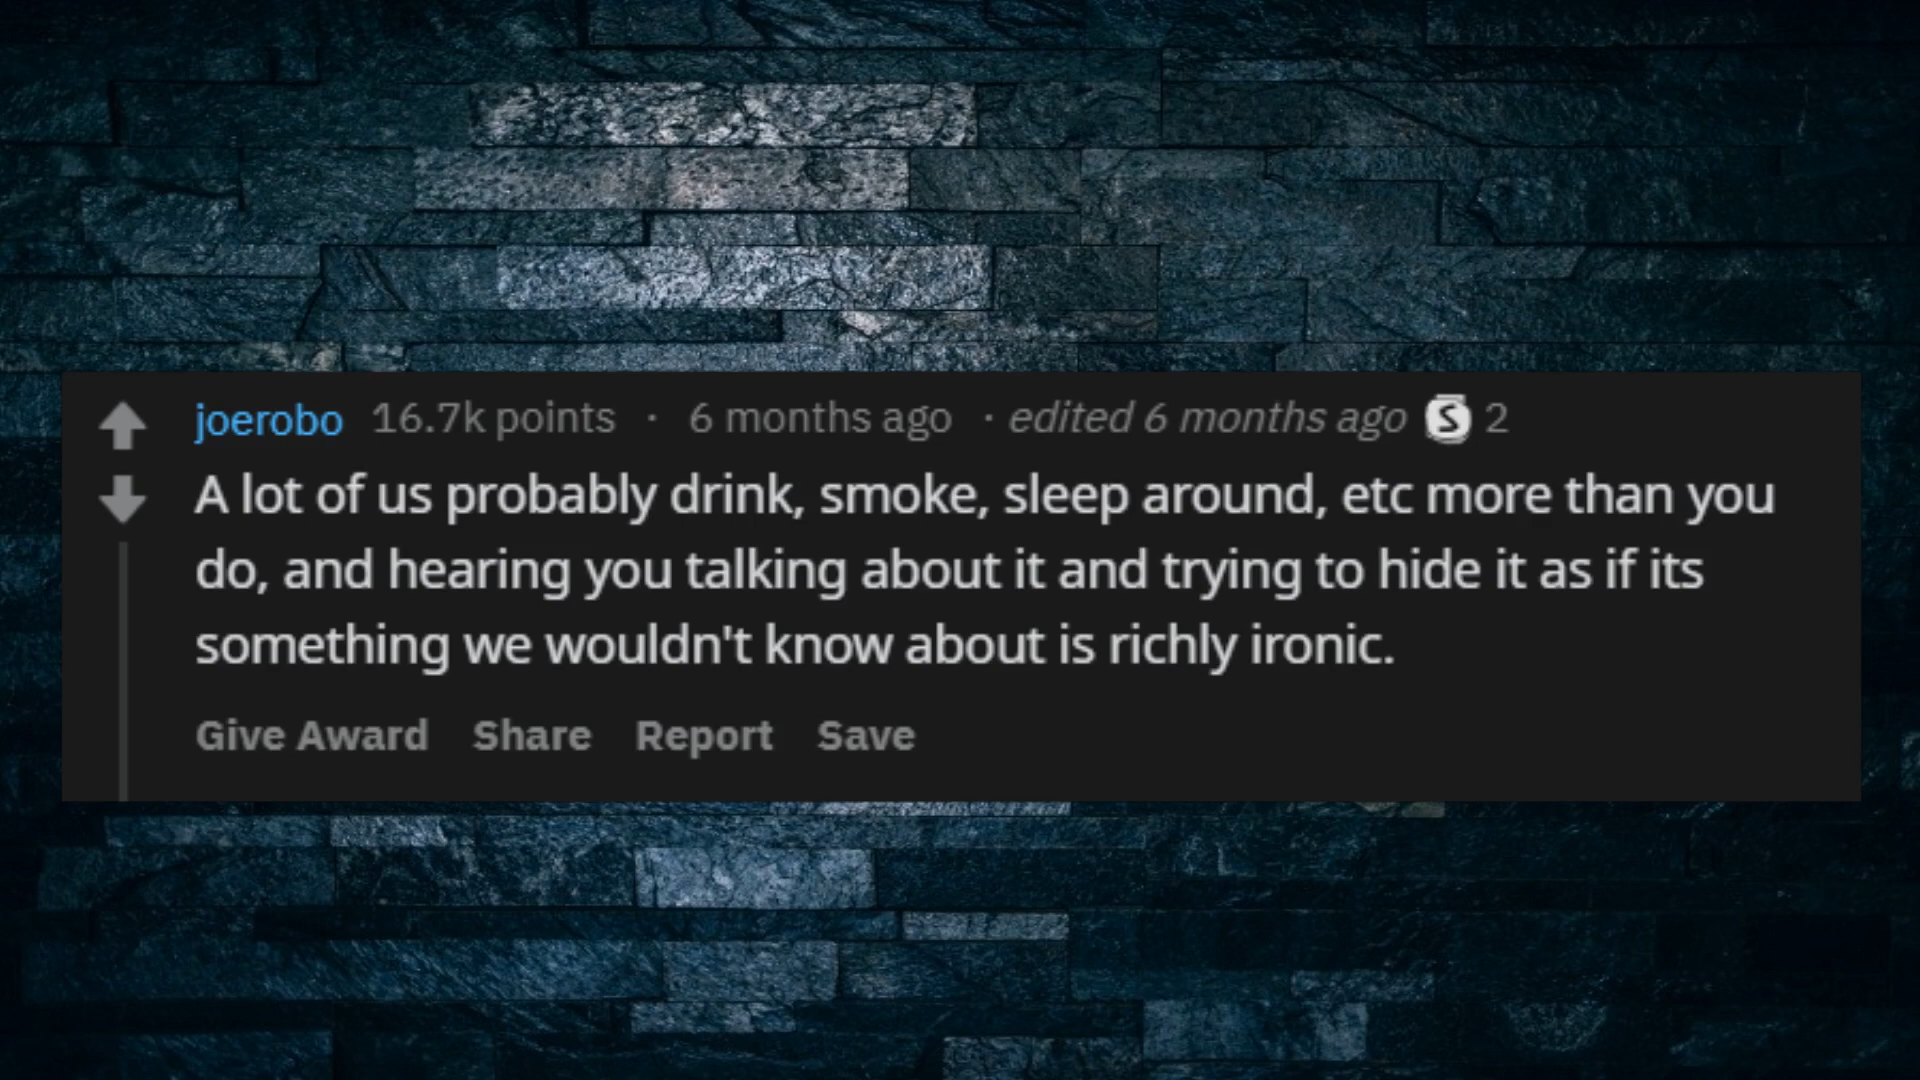 joerobo 16.7k points · 6 months ago · edited 6 months ago S 2
A lot of us probably drink, smoke, sleep around, etc more than you
do, and hearing you talking about it and trying to hide it as if its
something we wouldn't know about is richly ironic.
Give Award Share Report Save